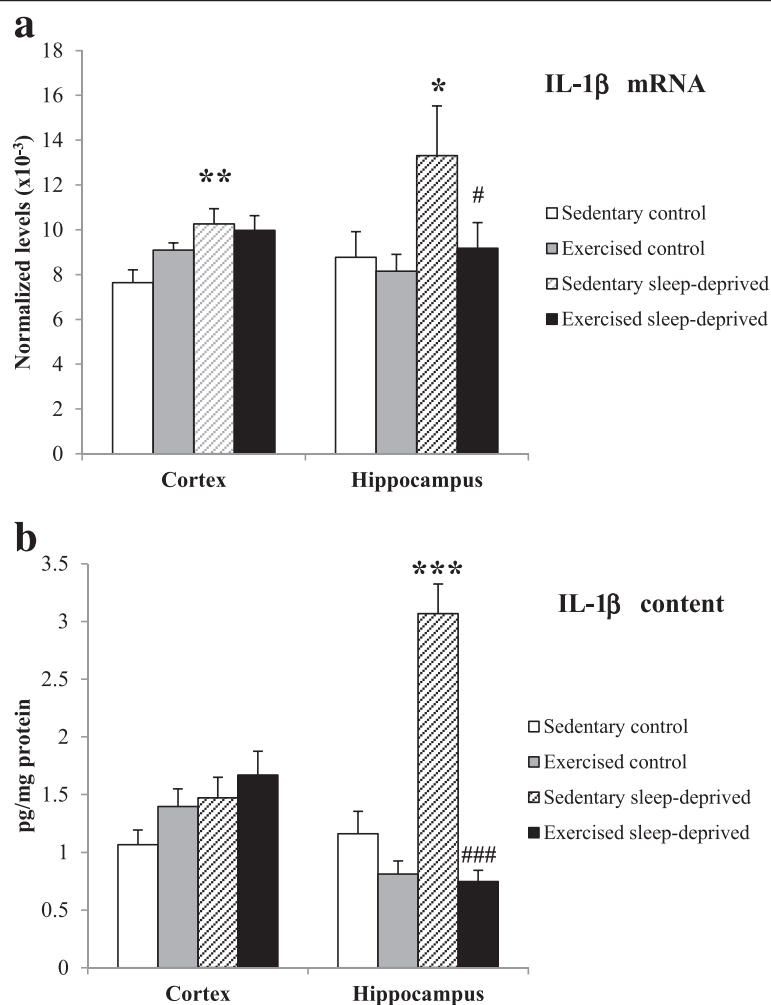 a
IL-1β mRNA
Normalized levels (x10-3)
18
16
14
12
10
8
6
4
2
0
**
*
#
Sedentary control
Exercised control
Sedentary sleep-deprived
Exercised sleep-deprived
Cortex
Hippocampus
b
IL-1β content
pg/mg protein
3.5
3
2.5
2
1.5
1
0.5
0
***
###
Sedentary control
Exercised control
Sedentary sleep-deprived
Exercised sleep-deprived
Cortex
Hippocampus